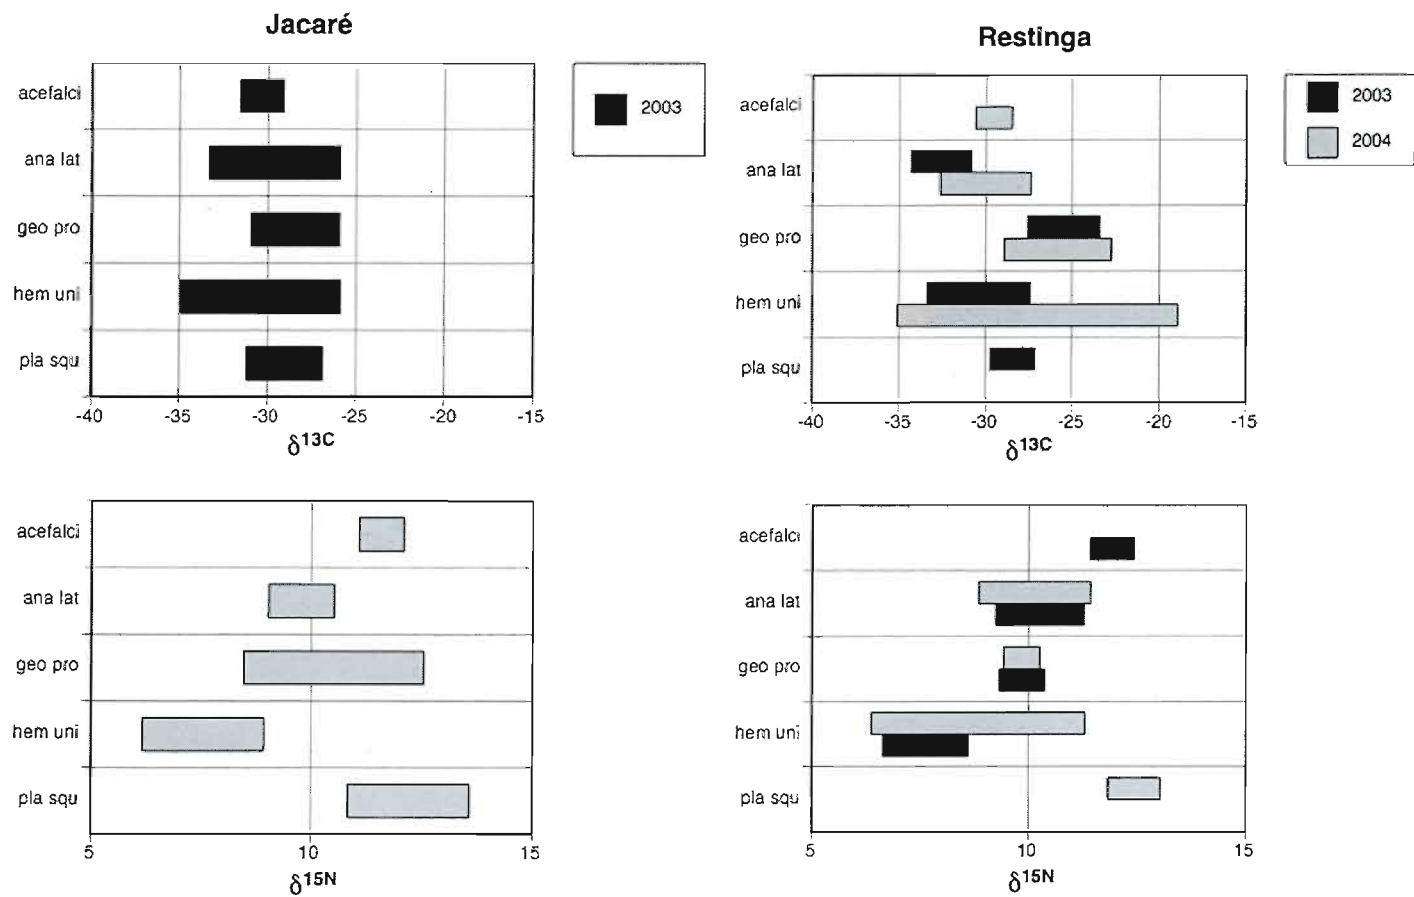 Jacaré
acefalci
ana lat
geo pro
hem uni
pla squ
-40 -35 -30 -25 -20 -15
δ13C
2003
Restinga
acefalci
ana lat
geo pro
hem uni
pla squ
-40 -35 -30 -25 -20 -15
δ13C
2003
2004
acefalci
ana lat
geo pro
hem uni
pla squ
5 10 15
δ15N
acefalci
ana lat
geo pro
hem uni
pla squ
5 10 15
δ15N